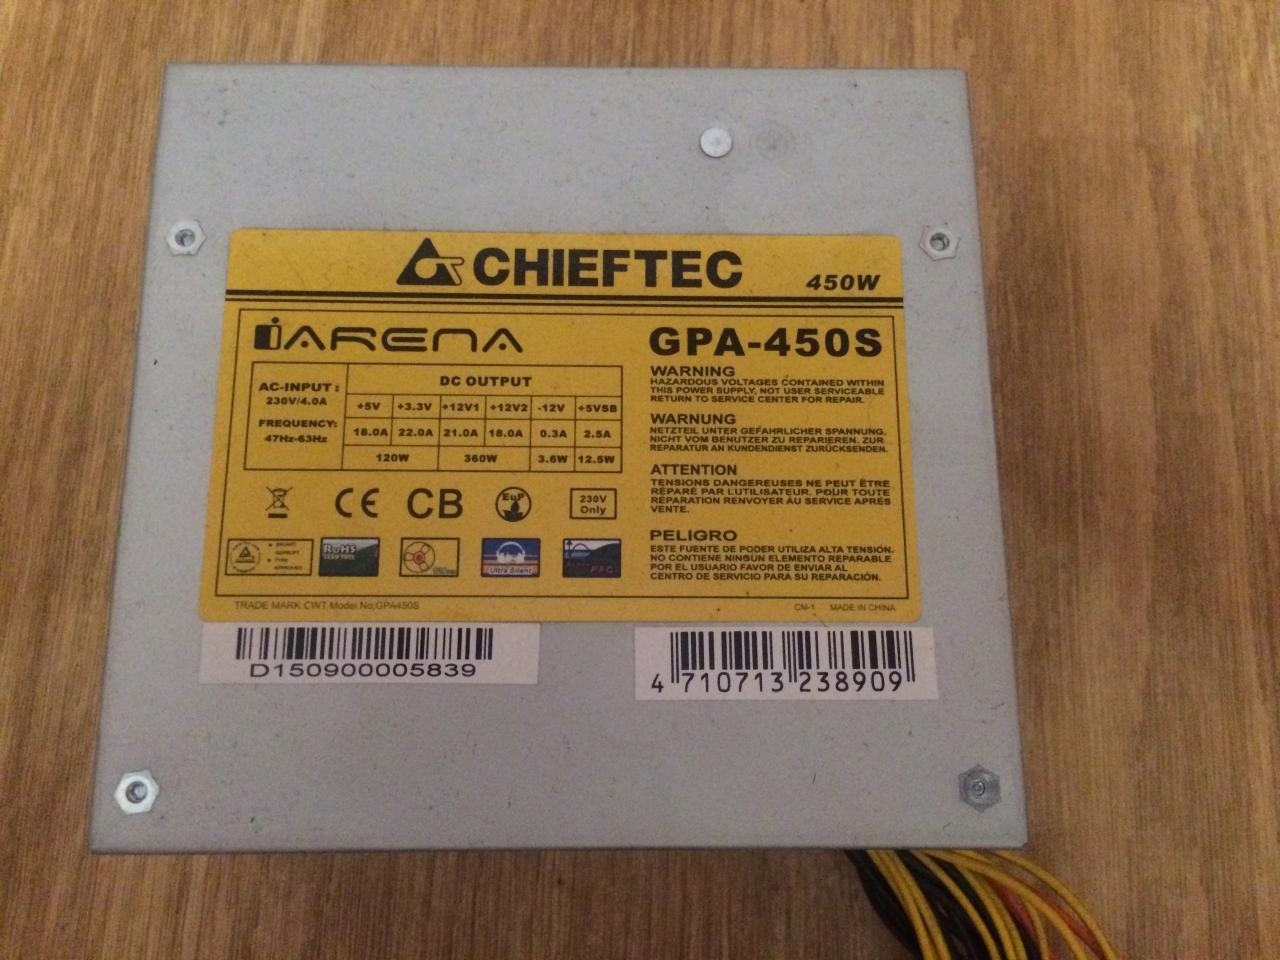 CHIEFTEC
450W
iARENA
GPA-450S
AC-INPUT :
230V/4.0A
FREQUENCY:
47Hz-63Hz
DC OUTPUT
+5V +3.3V +12V1 +12V2 -12V +5VSB
18.0A 22.0A 21.0A 18.0A 0.3A 2.5A
120W 360W 3.6W 12.5W
CE CB EuP
230V
Only
WARNING
HAZARDOUS VOLTAGES CONTAINED WITHIN
THIS POWER SUPPLY, NOT USER SERVICEABLE
RETURN TO SERVICE CENTER FOR REPAIR.
WARNUNG
NETZTEIL UNTER GEFAHRLICHER SPANNUNG.
NICHT VOM BENUTZER ZU REPARIEREN. ZUR
REPARATUR AN KUNDENDIENST ZURÜCKSENDEN.
ATTENTION
TENSIONS DANGEREUSES NE PEUT ÊTRE
RÉPARÉ PAR LUTILISATEUR. POUR TOUTE
REPARATION RENVOYER ÀU SERVICE APRÉS
VENTE.
PELIGRO
ESTE FUENTE DE PODER UTILIZA ALTA TENSIÓN.
NO CONTIENE NINGUN ELEMENTO REPARABLE
POR EL USUARIO FAVOR DE ENVIAR AL
CENTRO DE SERVICIO PARA SU REPARACIÓN.
RoHS
Ultra Silent
PFC
TRADE MARK:CWT Model No;GPA450S
CM-1 MADE IN CHINA
D150900005839
4 710713 238909